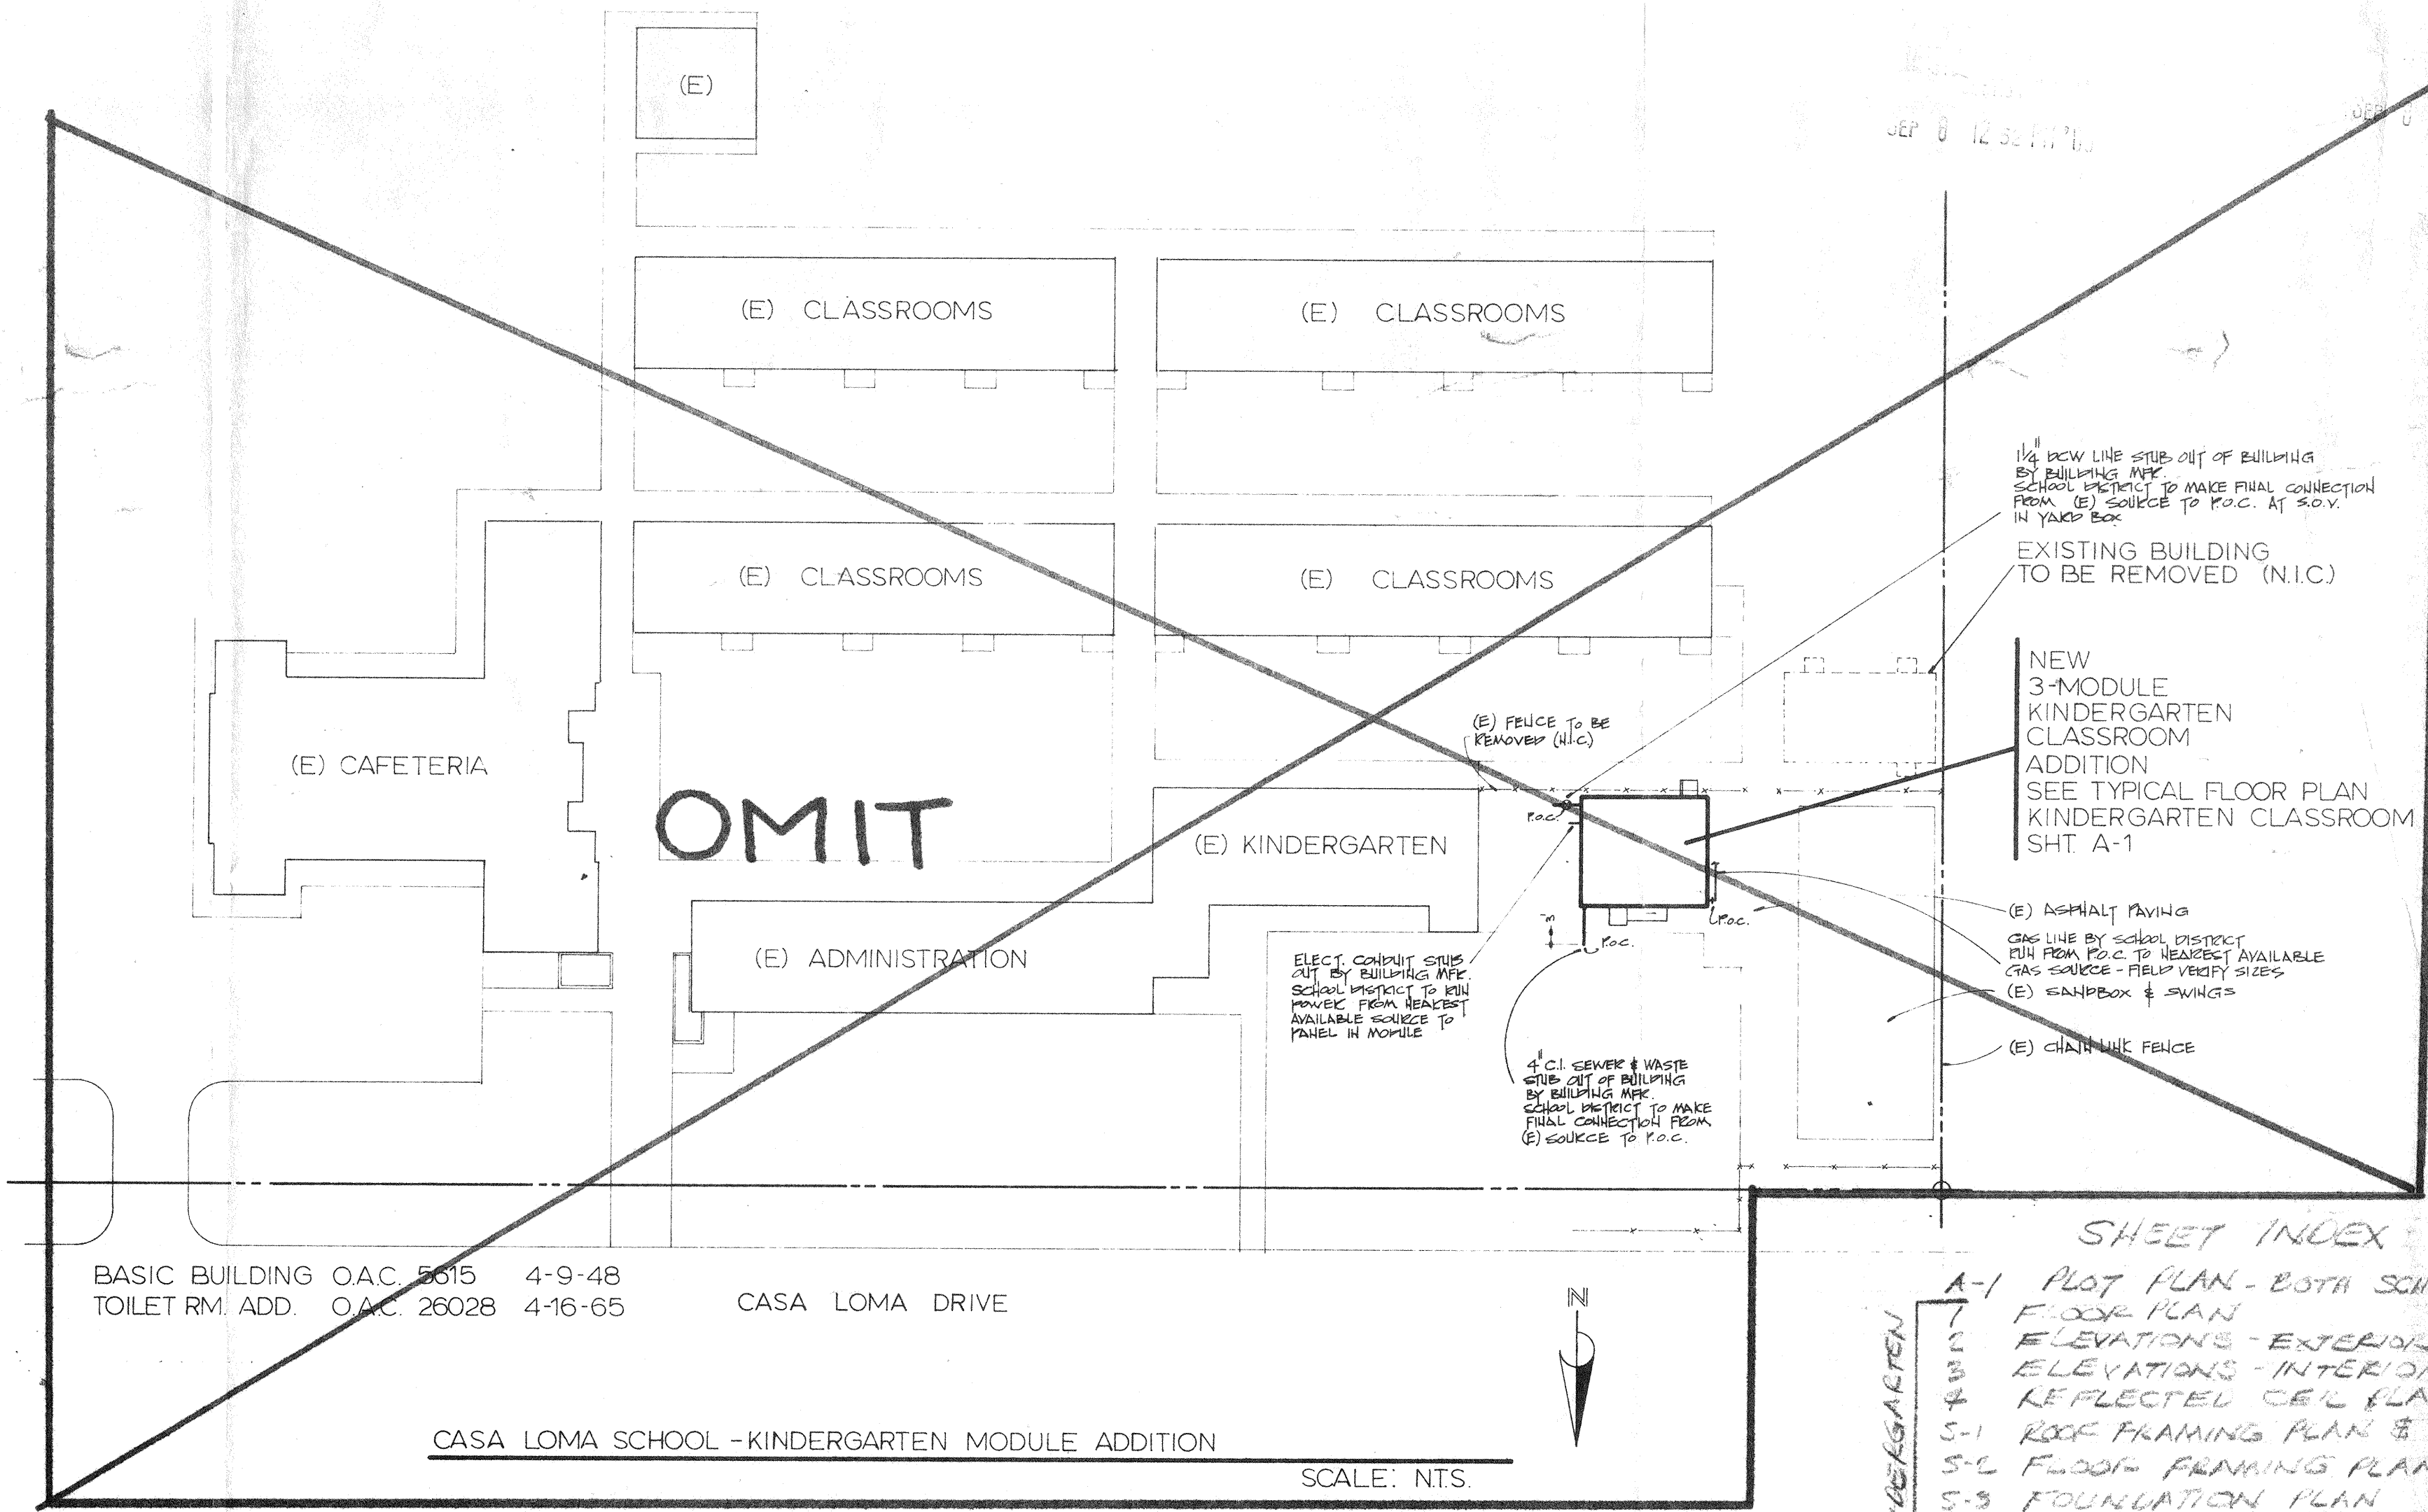 (E)
(E) CLASSROOMS
(E) CLASSROOMS
1 1/4" DCW LINE STUB OUT OF BUILDING
BY BUILDING MFR.
SCHOOL DISTRICT TO MAKE FINAL CONNECTION
FROM (E) SOURCE TO P.O.C. AT S.O.V.
IN YARD BOX
EXISTING BUILDING
TO BE REMOVED (N.I.C.)
(E) CLASSROOMS
(E) CLASSROOMS
NEW
3-MODULE
KINDERGARTEN
CLASSROOM
ADDITION
SEE TYPICAL FLOOR PLAN
KINDERGARTEN CLASSROOM
SHT. A-1
(E) FENCE TO BE
REMOVED (N.I.C.)
(E) CAFETERIA
OMIT
(E) KINDERGARTEN
P.O.C.
P.O.C.
P.O.C.
(E) ADMINISTRATION
(E) ASPHALT PAVING
GAS LINE BY SCHOOL DISTRICT
RUN FROM P.O.C. TO NEAREST AVAILABLE
GAS SOURCE - FIELD VERIFY SIZES
(E) SANDBOX & SWINGS
(E) CHAIN LINK FENCE
ELECT. CONDUIT STUB
OUT BY BUILDING MFR.
SCHOOL DISTRICT TO RUN
POWER FROM NEAREST
AVAILABLE SOURCE TO
PANEL IN MODULE
4" C.I. SEWER & WASTE
STUB OUT OF BUILDING
BY BUILDING MFR.
SCHOOL DISTRICT TO MAKE
FINAL CONNECTION FROM
(E) SOURCE TO P.O.C.
BASIC BUILDING O.A.C. 5615 4-9-48
TOILET RM. ADD. O.A.C. 26028 4-16-65
CASA LOMA DRIVE
N
CASA LOMA SCHOOL - KINDERGARTEN MODULE ADDITION
SCALE: N.T.S.
SHEET INDEX
A-1 PLOT PLAN - BOTH SCH
1 FLOOR PLAN
2 ELEVATIONS - EXTERIOR
3 ELEVATIONS - INTERIOR
4 REFLECTED CEIL PLA
S-1 ROOF FRAMING PLAN &
S-2 FLOOR FRAMING PLAN
S-3 FOUNDATION PLAN
DERGARTEN